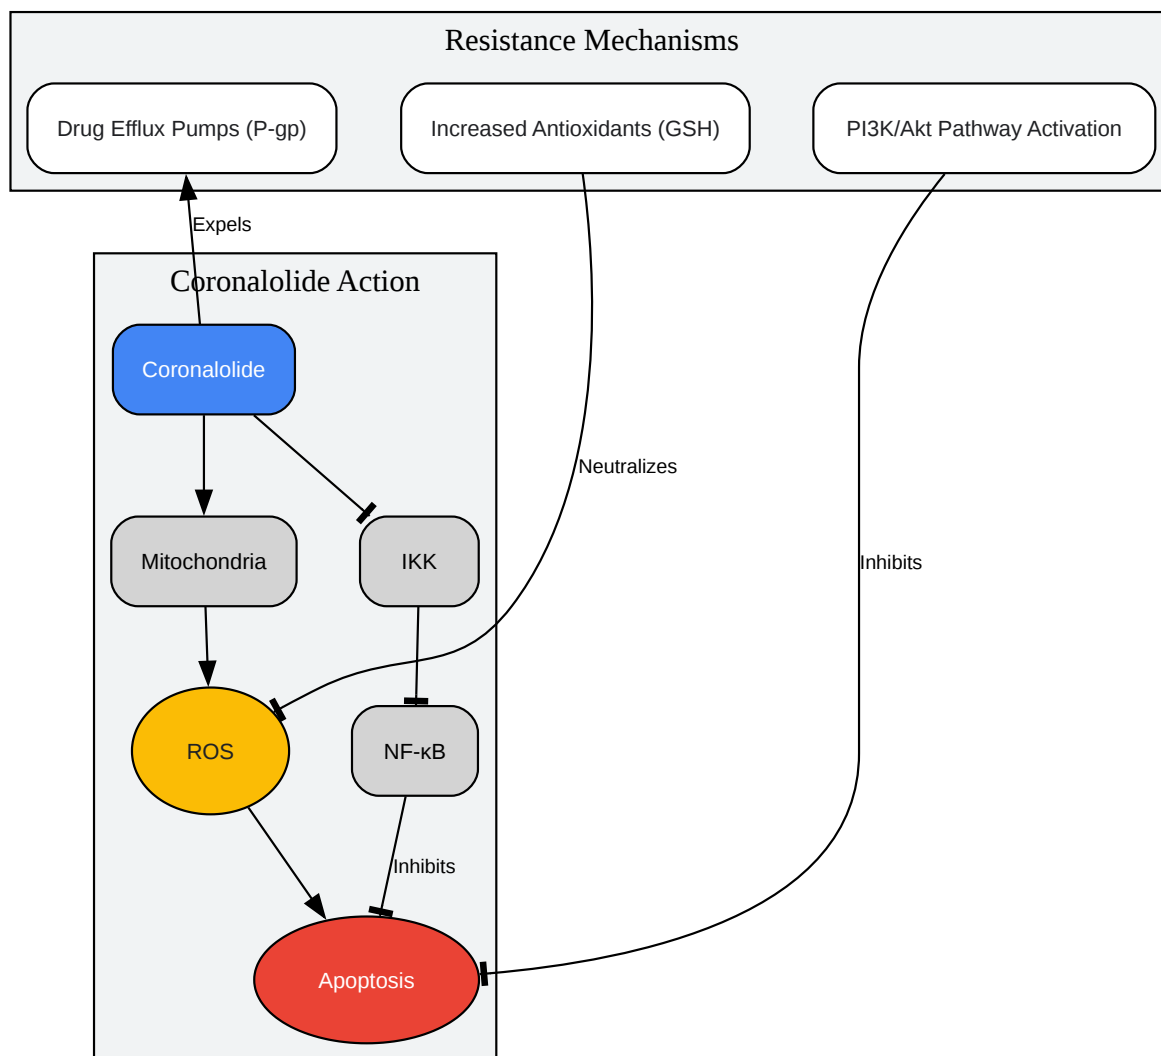 Resistance Mechanisms
Drug Efflux Pumps (P-gp)
Increased Antioxidants (GSH)
PI3K/Akt Pathway Activation
Expels
Coronalolide Action
Coronalolide
Neutralizes
Mitochondria
IKK
Inhibits
ROS
NF-κB
Inhibits
Apoptosis